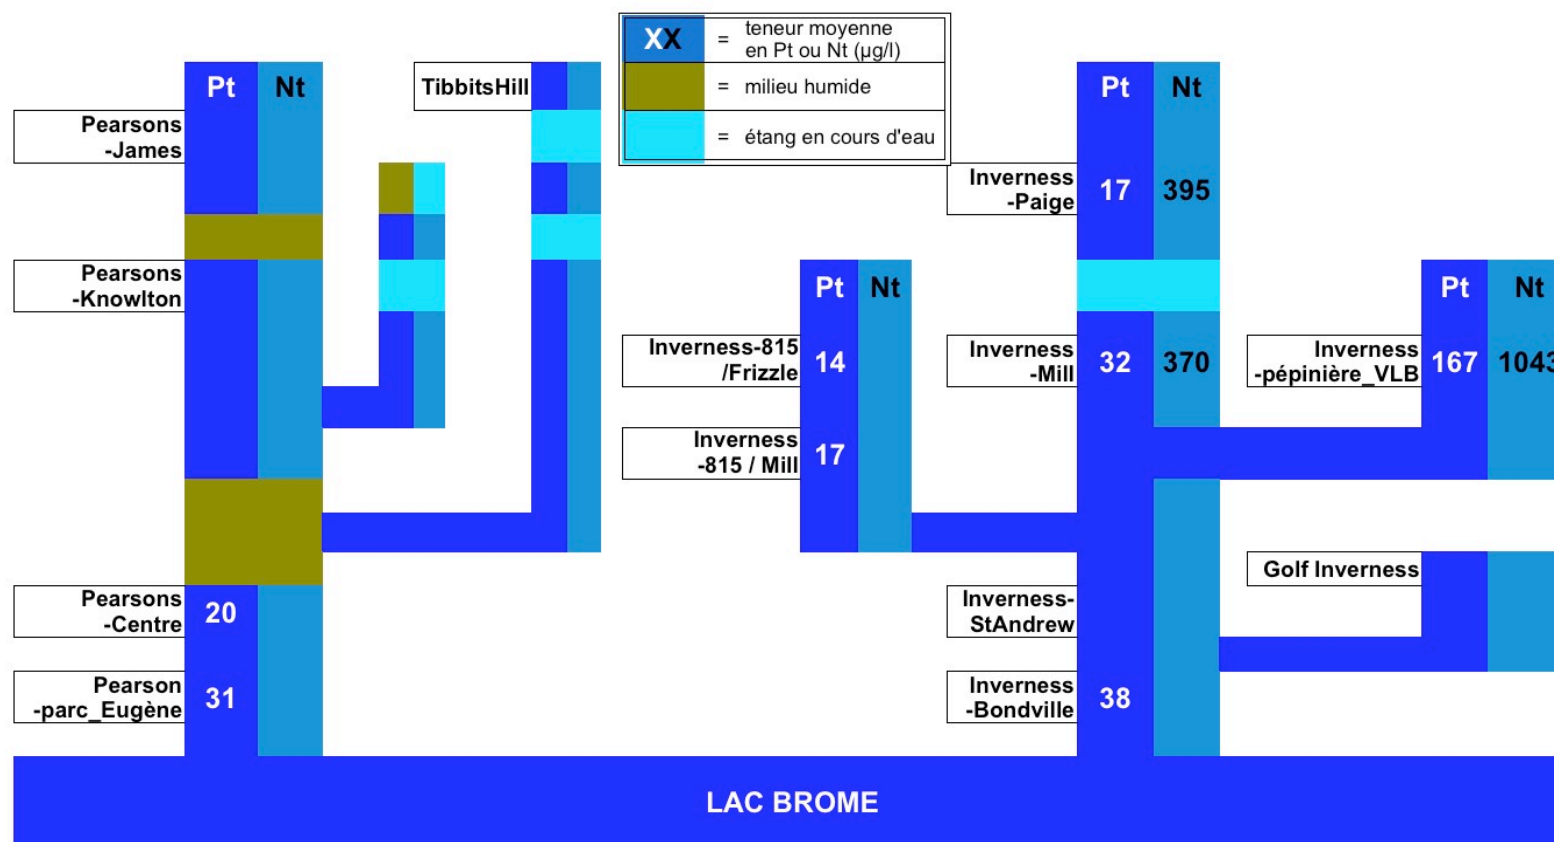 XX = teneur moyenne
en Pt ou Nt (µg/l)
= milieu humide
= étang en cours d'eau
Pt Nt
Pearsons
-James
Pearsons
-Knowlton
Pearsons
-Centre
20
Pearson
-parc_Eugène
31
TibbitsHill
Pt Nt
Inverness-815
/Frizzle
14
Inverness
-815 / Mill
17
Pt Nt
Inverness
-Paige
17 395
Inverness
-Mill
32 370
Inverness-
StAndrew
Inverness
-Bondville
38
Pt Nt
Inverness
-pépinière_VLB
167 1043
Golf Inverness
LAC BROME